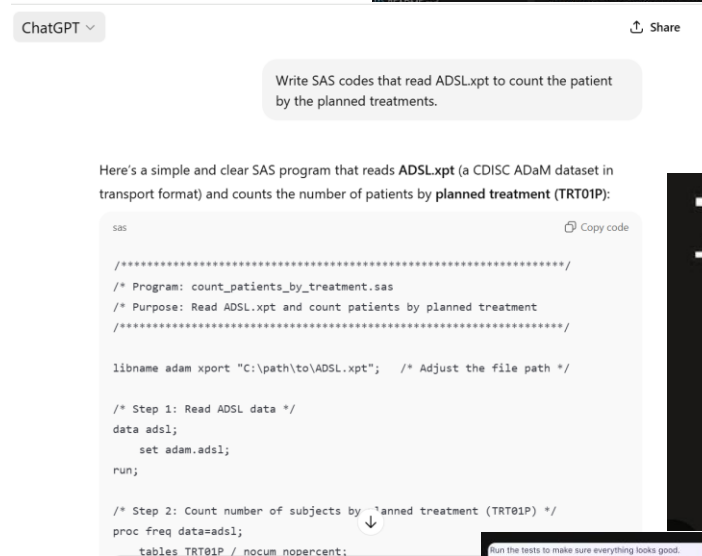 ChatGPT
Share
Write SAS codes that read ADSL.xpt to count the patient
by the planned treatments.
Here's a simple and clear SAS program that reads ADSL.xpt (a CDISC ADaM dataset in
transport format) and counts the number of patients by planned treatment (TRT01P):
sas
Copy code
/*********************************************************************/
/* Program: count_patients_by_treatment.sas
/* Purpose: Read ADSL.xpt and count patients by planned treatment
/*********************************************************************/
libname adam xport "C:\path\to\ADSL.xpt";   /* Adjust the file path */
/* Step 1: Read ADSL data */
data adsl;
    set adam.adsl;
run;
/* Step 2: Count number of subjects by lanned treatment (TRT01P) */
proc freq data=adsl;
    tables TRT01P / nocum nopercent;
Run the tests to make sure everything looks good.